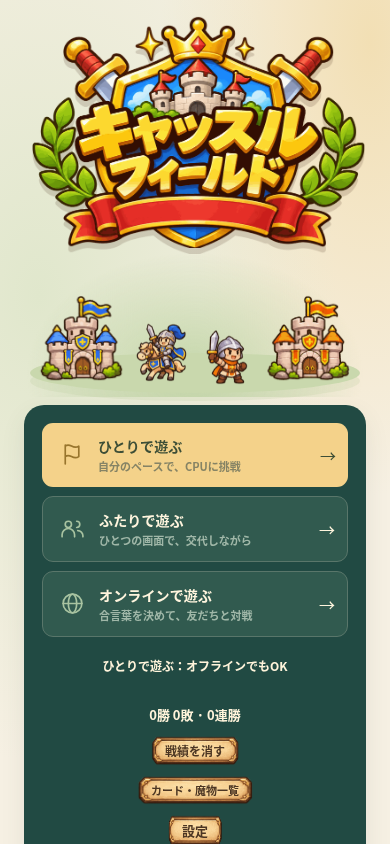 キャッスル
フィールド
ひとりで遊ぶ
自分のペースで、CPUに挑戦
ふたりで遊ぶ
ひとつの画面で、交代しながら
オンラインで遊ぶ
合言葉を決めて、友だちと対戦
ひとりで遊ぶ：オフラインでもOK
0勝 0敗・0連勝
戦績を消す
カード・魔物一覧
設定